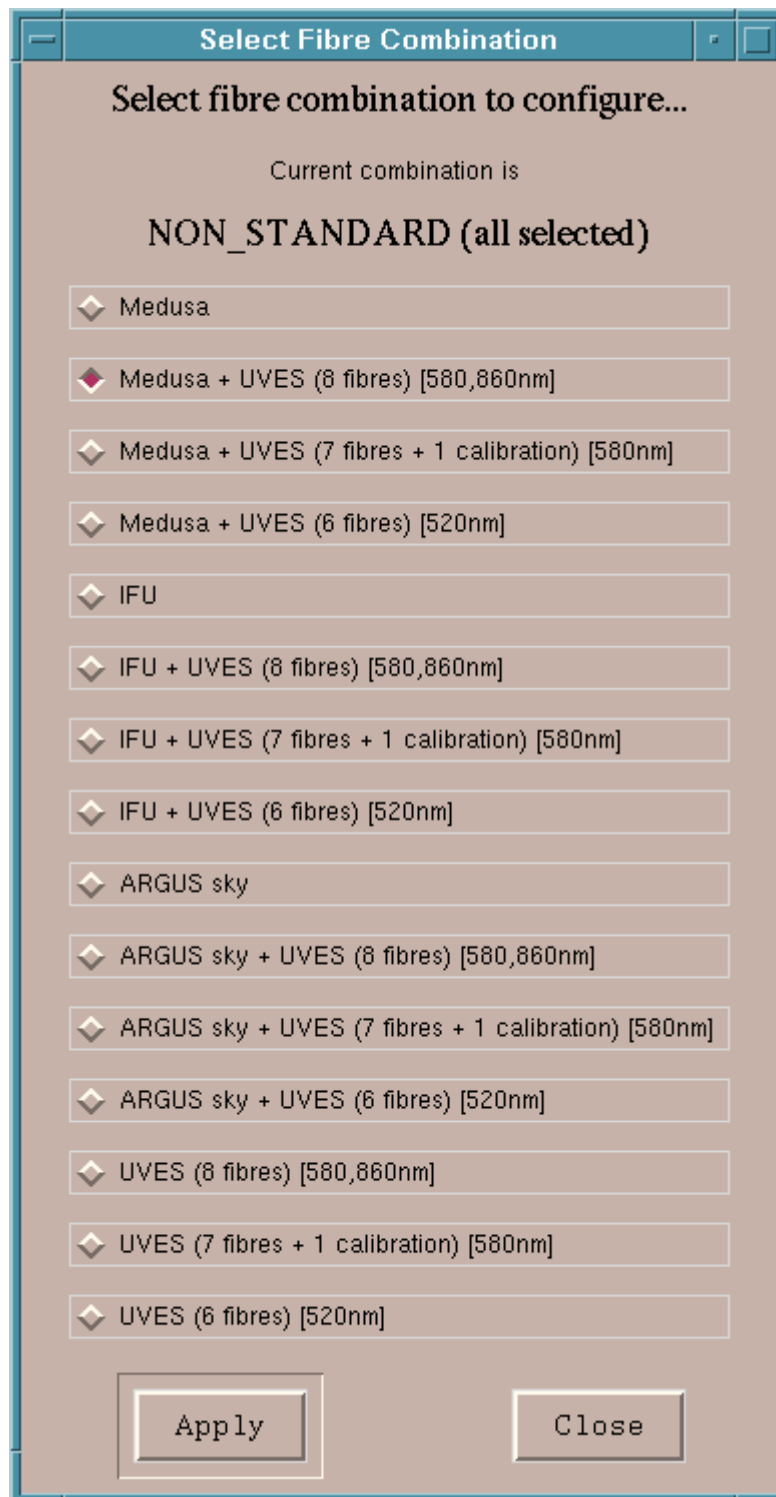 Select Fibre Combination
Select fibre combination to configure...
Current combination is
NON_STANDARD (all selected)
Medusa
Medusa + UVES (8 fibres) [580,860nm]
Medusa + UVES (7 fibres + 1 calibration) [580nm]
Medusa + UVES (6 fibres) [520nm]
IFU
IFU + UVES (8 fibres) [580,860nm]
IFU + UVES (7 fibres + 1 calibration) [580nm]
IFU + UVES (6 fibres) [520nm]
ARGUS sky
ARGUS sky + UVES (8 fibres) [580,860nm]
ARGUS sky + UVES (7 fibres + 1 calibration) [580nm]
ARGUS sky + UVES (6 fibres) [520nm]
UVES (8 fibres) [580,860nm]
UVES (7 fibres + 1 calibration) [580nm]
UVES (6 fibres) [520nm]
Apply Close